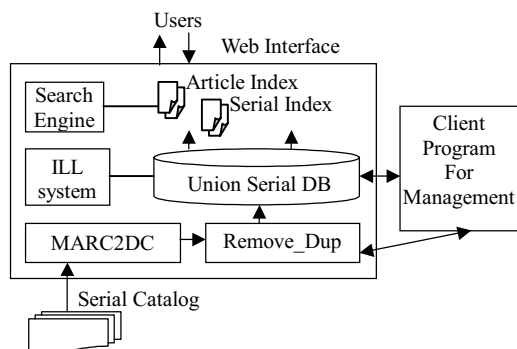 Users
Web Interface
Article Index
Search
Engine
Serial Index
Client
Program
For
Management
ILL
system
Union Serial DB
MARC2DC
Remove_Dup
Serial Catalog